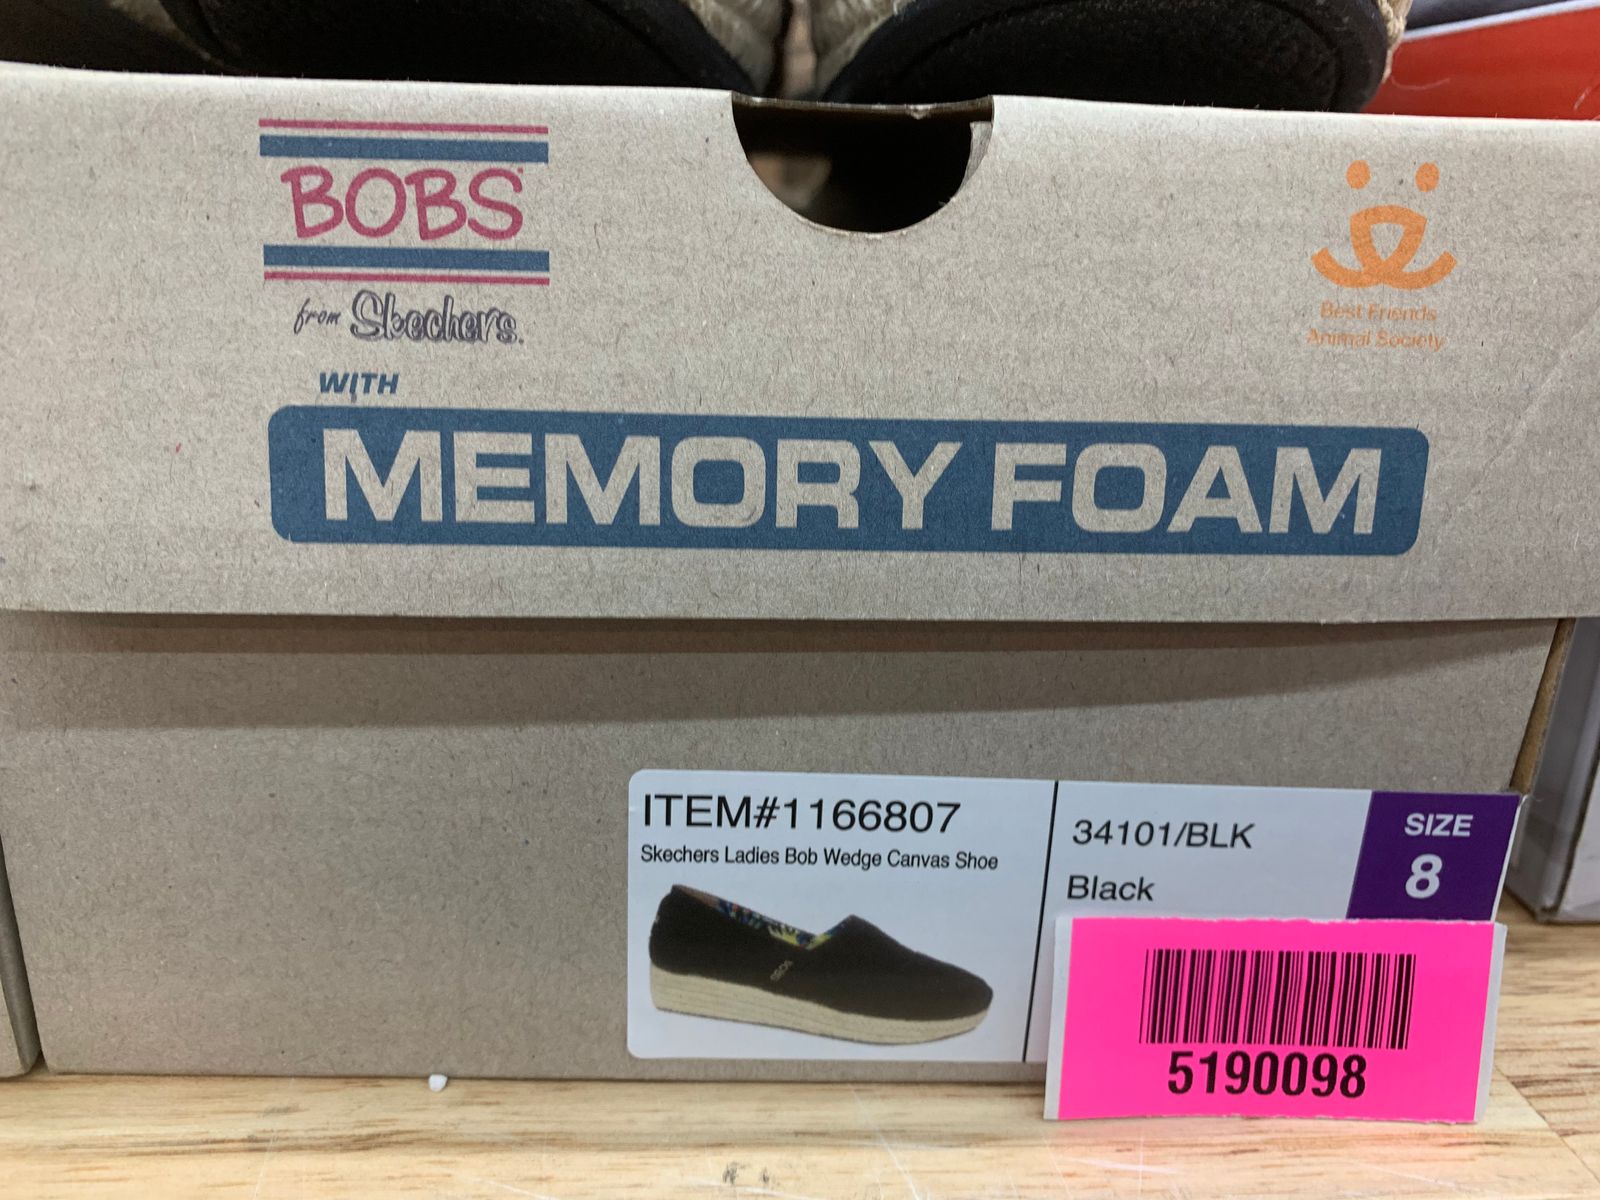 BOBS
from Skechers.
WITH
MEMORY FOAM
Best Friends
Animal Society
ITEM#1166807
Skechers Ladies Bob Wedge Canvas Shoe
BOBS
34101/BLK
Black
SIZE
8
5190098